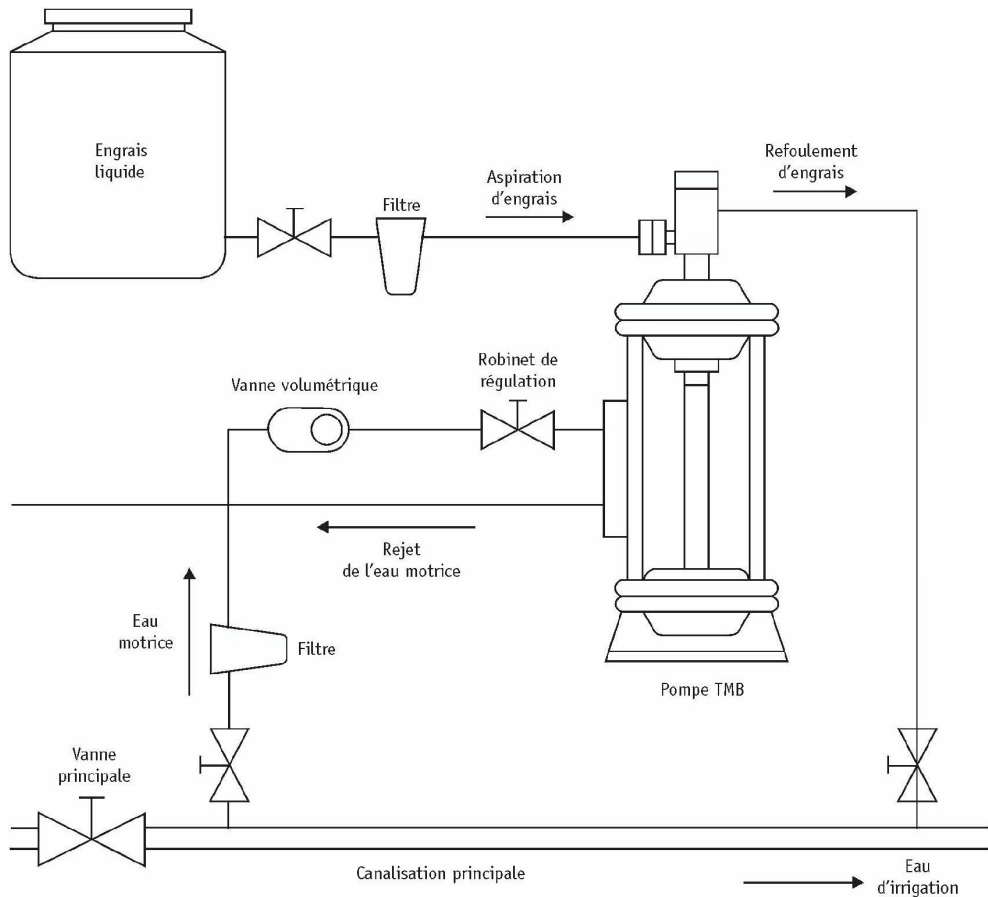 Engrais
liquide
Filtre
Aspiration
d'engrais
Refoulement
d'engrais
Vanne volumétrique
Robinet de
régulation
Rejet
de l'eau motrice
Eau
motrice
Filtre
Pompe TMB
Vanne
principale
Canalisation principale
Eau
d'irrigation